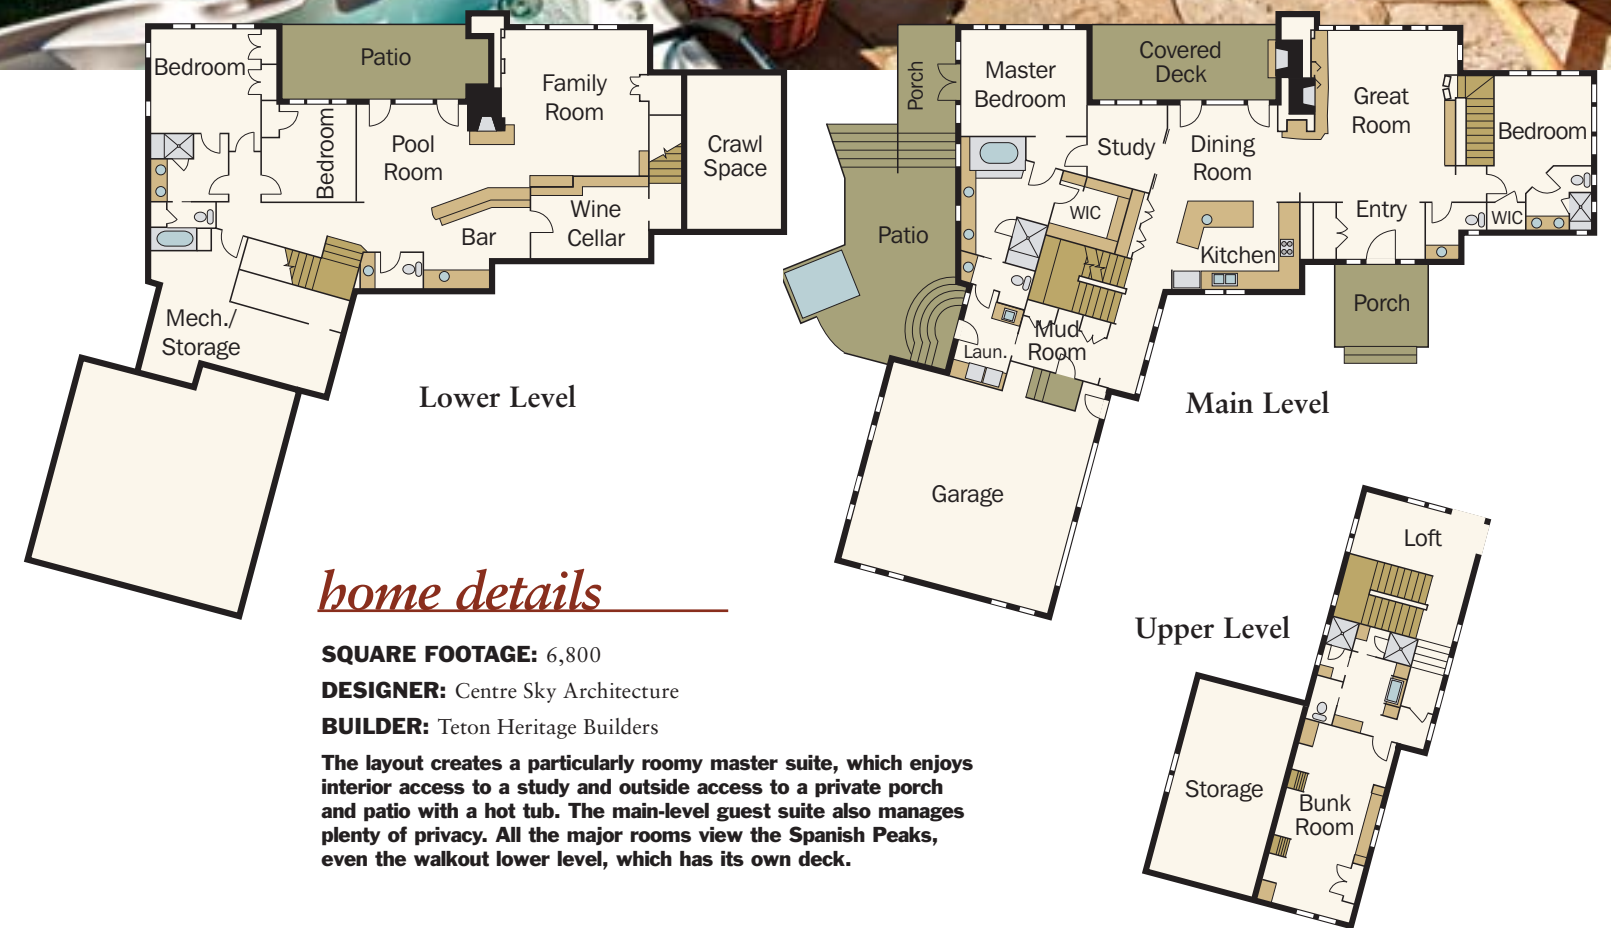 Bedroom
Patio
Family
Room
Bedroom
Pool
Room
Crawl
Space
Bar
Wine
Cellar
Mech./
Storage
Lower Level
Porch
Master
Bedroom
Covered
Deck
Great
Room
Bedroom
Study
Dining
Room
WIC
Patio
Entry
WIC
Kitchen
Porch
Mud
Room
Laun.
Garage
Main Level
Loft
Upper Level
Storage
Bunk
Room
home details
SQUARE FOOTAGE: 6,800
DESIGNER: Centre Sky Architecture
BUILDER: Teton Heritage Builders
The layout creates a particularly roomy master suite, which enjoys
interior access to a study and outside access to a private porch
and patio with a hot tub. The main-level guest suite also manages
plenty of privacy. All the major rooms view the Spanish Peaks,
even the walkout lower level, which has its own deck.